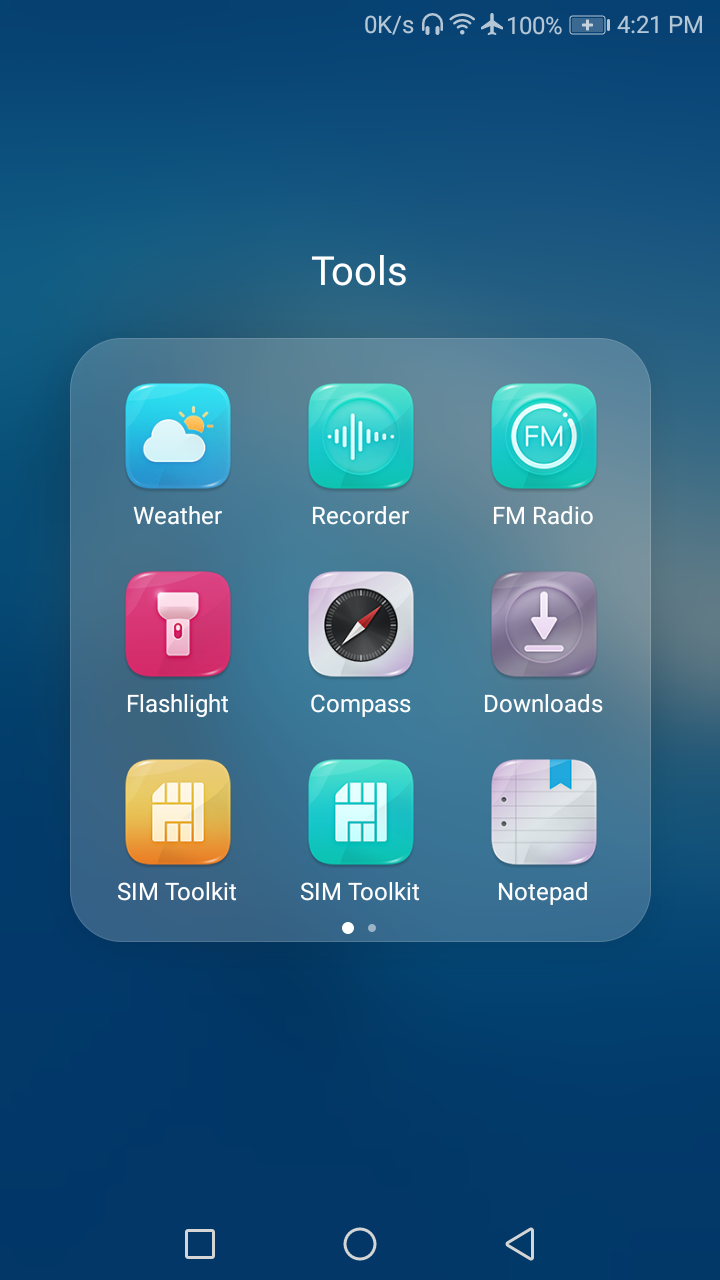 0K/s 100% 4:21 PM
Tools
FM
Weather Recorder FM Radio
Flashlight Compass Downloads
SIM Toolkit SIM Toolkit Notepad